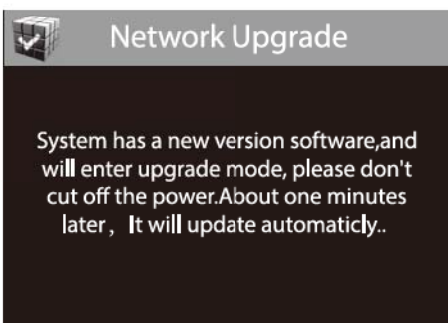 Network Upgrade
System has a new version software,and
will enter upgrade mode, please don't
cut off the power.About one minutes
later，It will update automaticly..